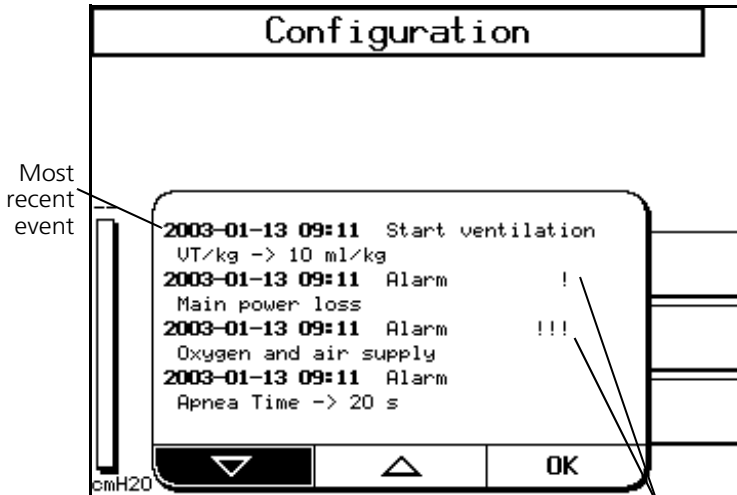 Configuration
Most
recent
event
--
2003-01-13 09:11 Start ventilation
VT/kg -> 10 ml/kg
2003-01-13 09:11 Alarm !
Main power loss
2003-01-13 09:11 Alarm !!!
Oxygen and air supply
2003-01-13 09:11 Alarm
Apnea Time -> 20 s
OK
cmH2O